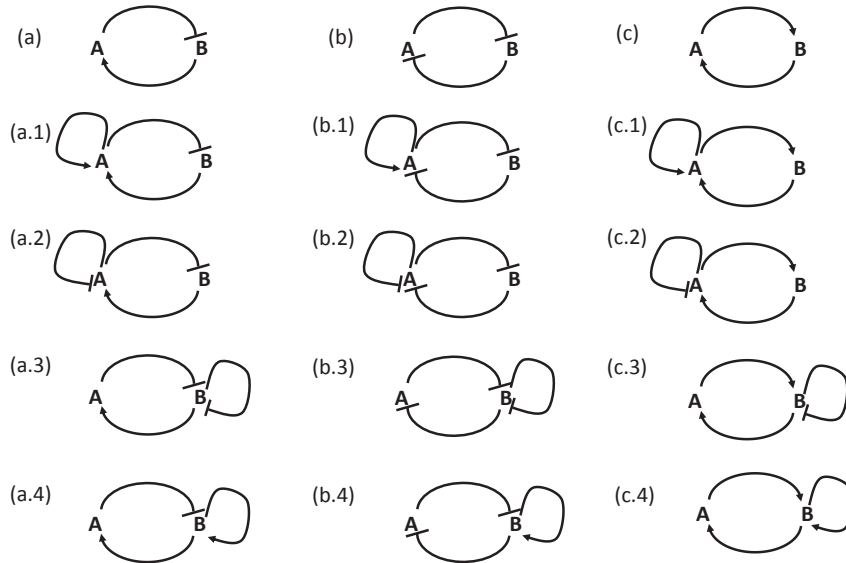 (a) A B (b) A B (c) A B
(a.1) A B (b.1) A B (c.1) A B
(a.2) A B (b.2) A B (c.2) A B
(a.3) A B (b.3) A B (c.3) A B
(a.4) A B (b.4) A B (c.4) A B